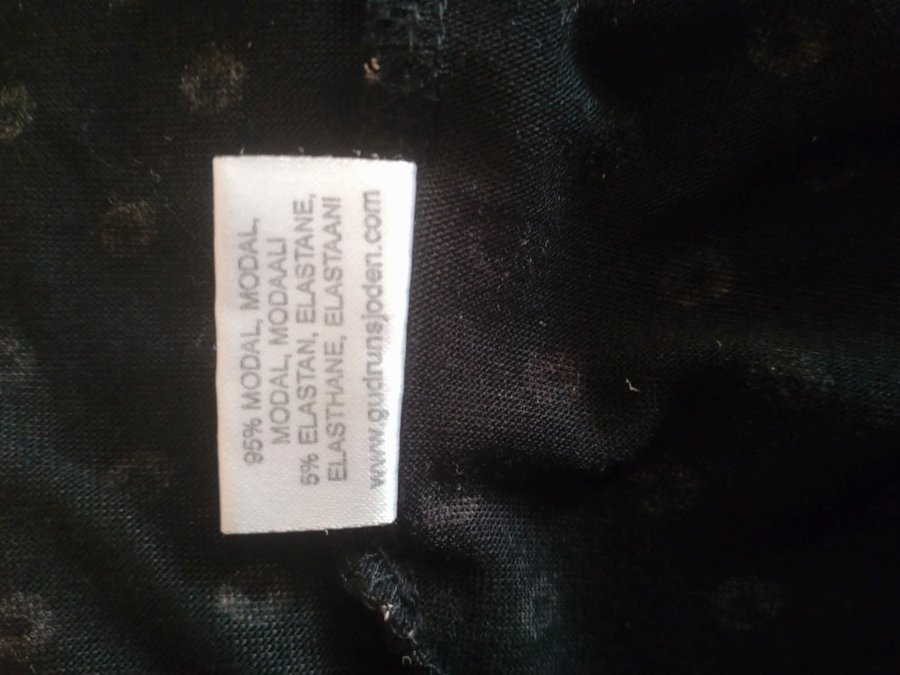 95% MODAL, MODAL,
MODAL, MODAALI
5% ELASTAN, ELASTANE,
ELASTHANE, ELASTAANI
www.gudrunsjoden.com